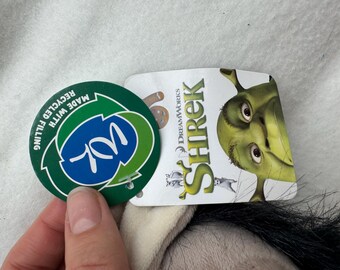 MADE WITH
RECYCLED FILLING
DREAMWORKS
SHREK